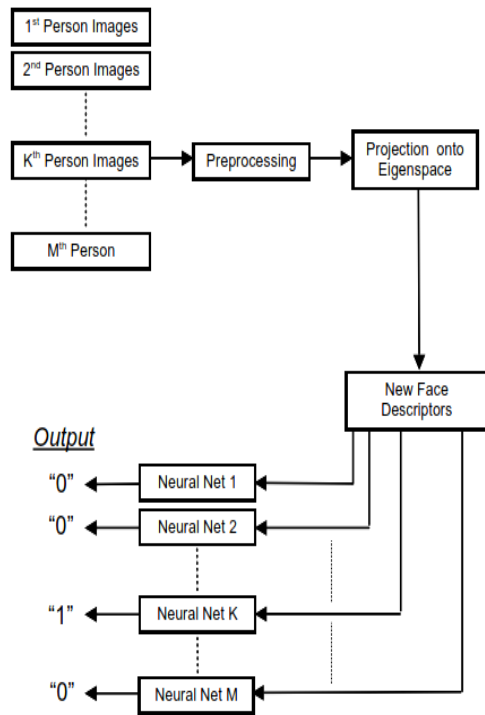 1st Person Images
2nd Person Images
Kth Person Images
Preprocessing
Projection onto
Eigenspace
Mth Person
New Face
Descriptors
Output
“0”
Neural Net 1
“0”
Neural Net 2
“1”
Neural Net K
“0”
Neural Net M